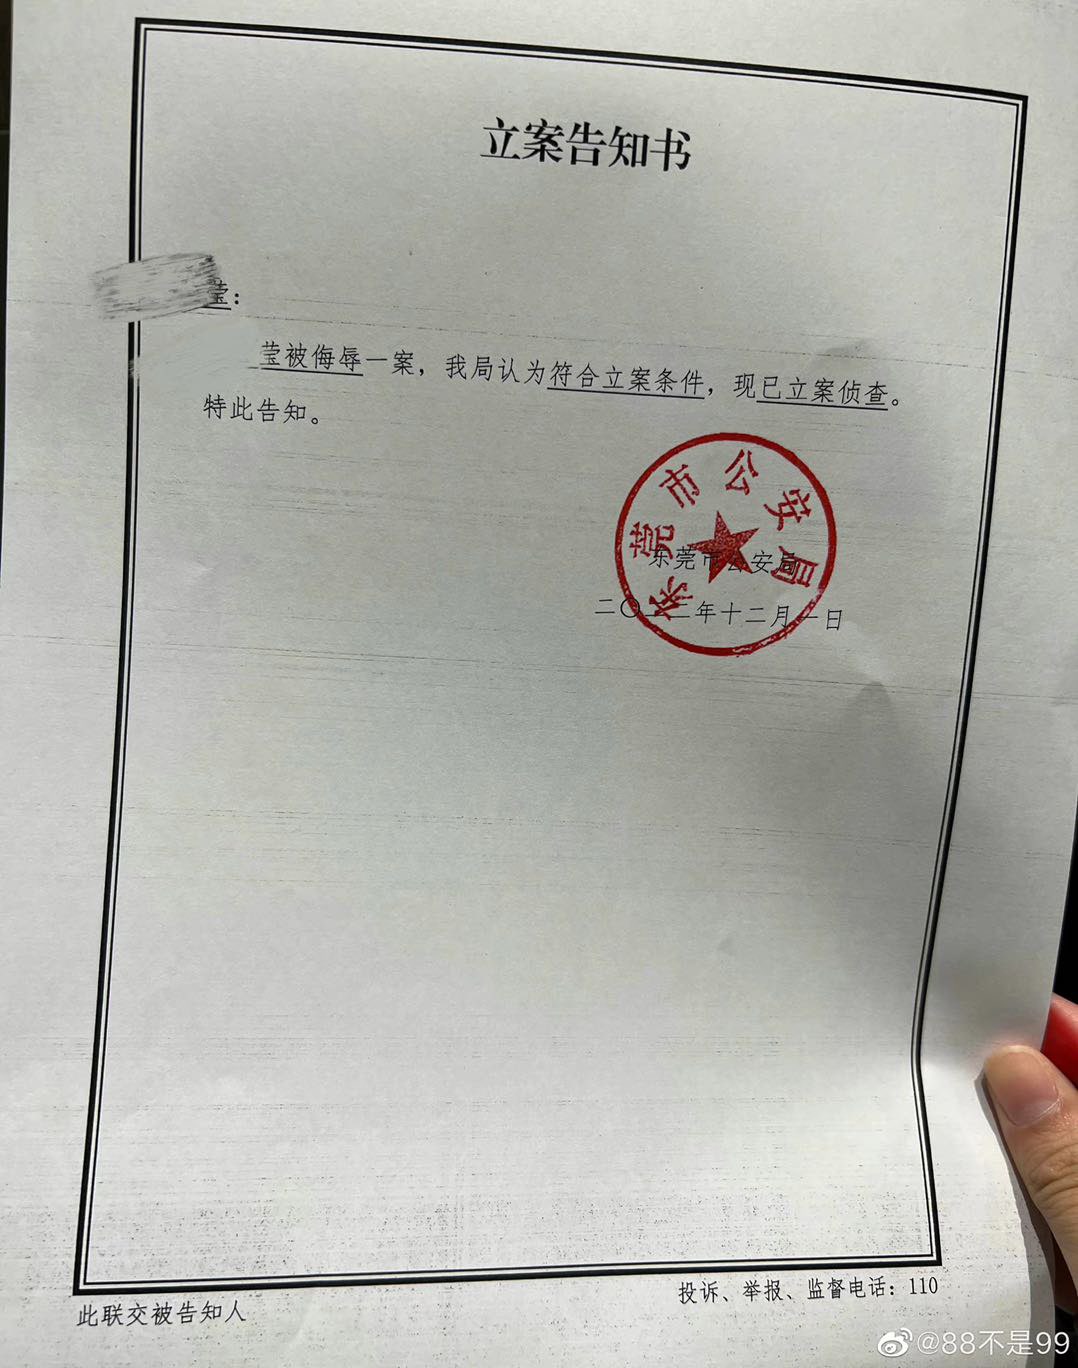 立案告知书
莹：
莹被侮辱一案，我局认为符合立案条件，现已立案侦查。
特此告知。
东莞市公安局
东莞市公安局
年十二月一日
此联交被告知人
投诉、举报、监督电话：110
@88不是99